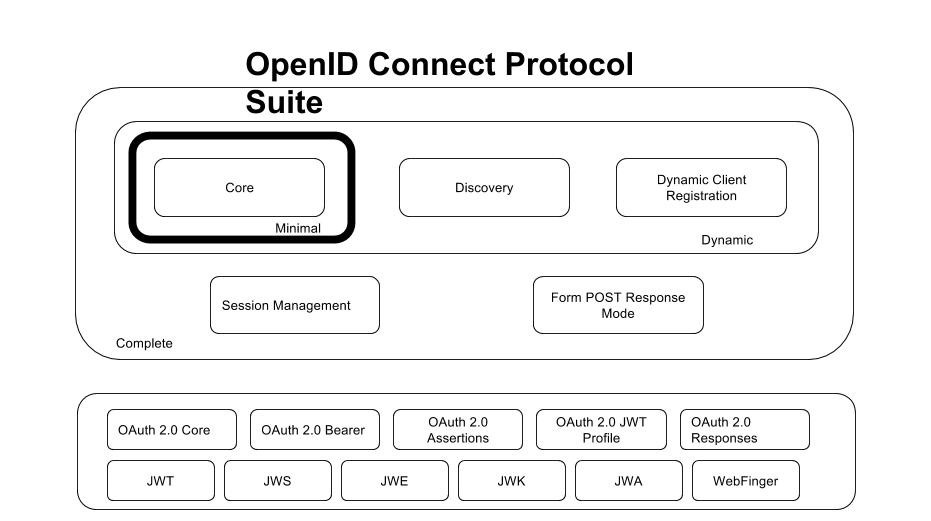 OpenID Connect Protocol
Suite
Core
Discovery
Dynamic Client
Registration
Minimal
Dynamic
Session Management
Form POST Response
Mode
Complete
OAuth 2.0 Core
OAuth 2.0 Bearer
OAuth 2.0
Assertions
OAuth 2.0 JWT
Profile
OAuth 2.0
Responses
JWT
JWS
JWE
JWK
JWA
WebFinger